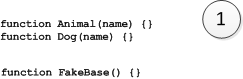 function Animal(name) {}
1
function Dog(name) {}
function FakeBase() {}